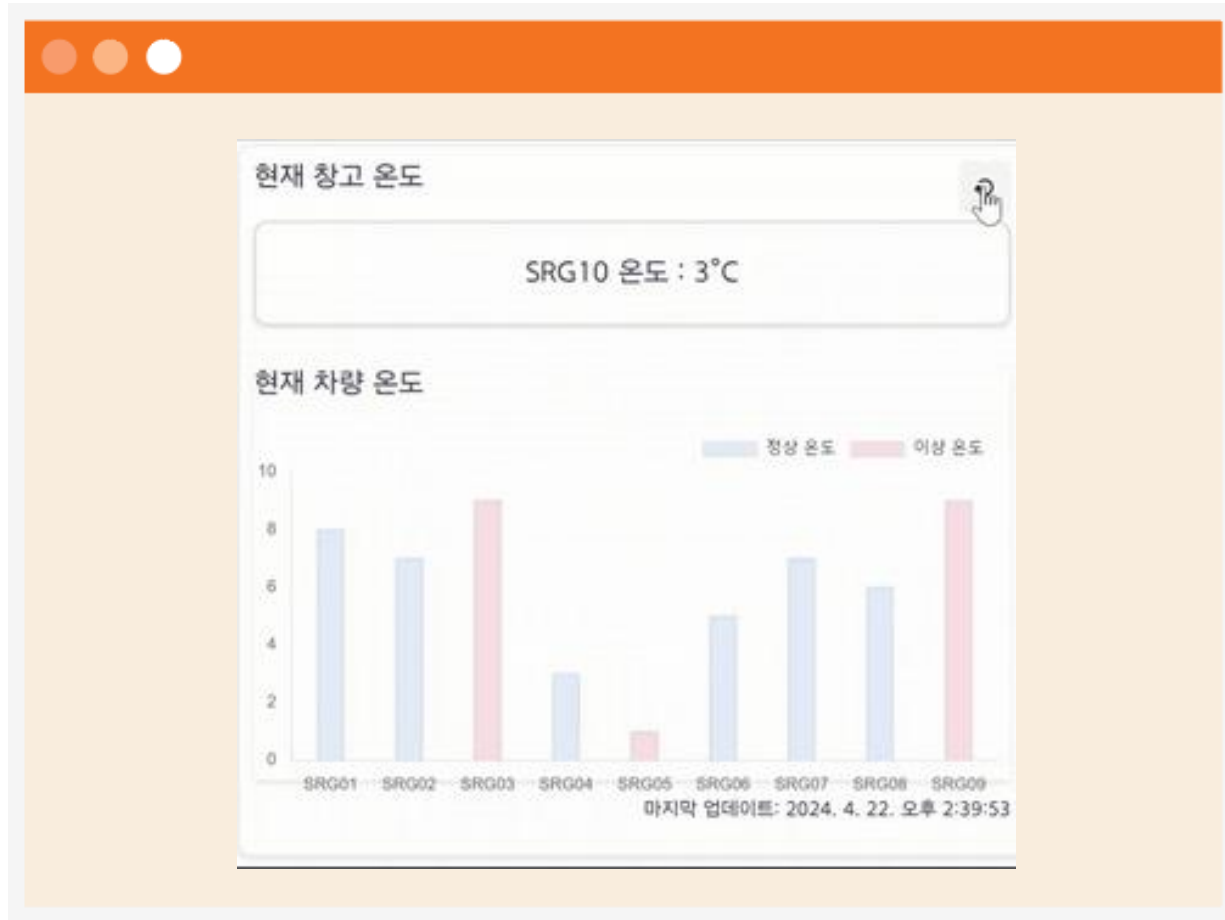 현재 창고 온도
SRG10 온도 : 3°C
현재 차량 온도
정상 온도 이상 온도
10
8
6
4
2
0
SRG01 SRG02 SRG03 SRG04 SRG05 SRG06 SRG07 SRG08 SRG09
마지막 업데이트: 2024. 4. 22. 오후 2:39:53